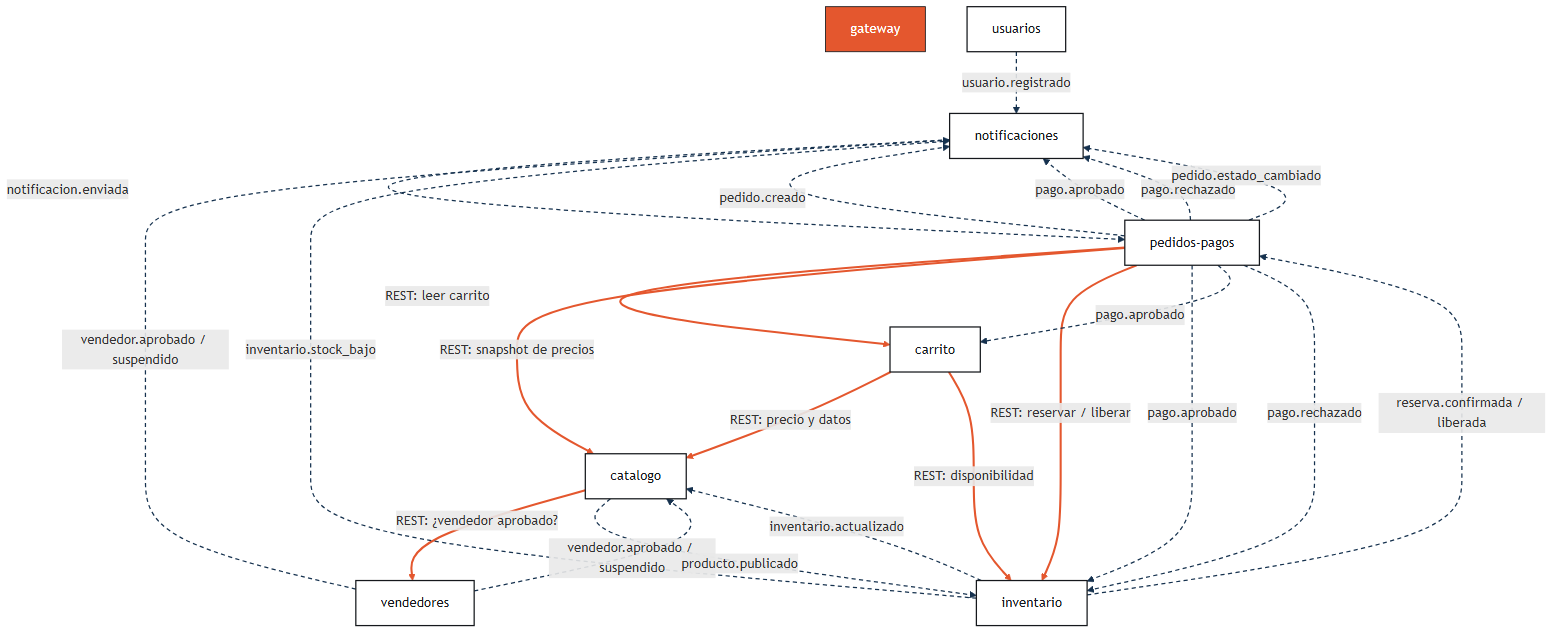 gateway
usuarios
usuario.registrado
notificaciones
notificacion.enviada
pedido.creado
pago.aprobado
pago.rechazado
pedido.estado_cambiado
pedidos-pagos
REST: leer carrito
pago.aprobado
vendedor.aprobado /
suspendido
inventario.stock_bajo
REST: snapshot de precios
carrito
REST: precio y datos
REST: reservar / liberar
pago.aprobado
pago.rechazado
reserva.confirmada /
liberada
catalogo
REST: disponibilidad
REST: ¿vendedor aprobado?
inventario.actualizado
vendedor.aprobado /
suspendido
producto.publicado
vendedores
inventario